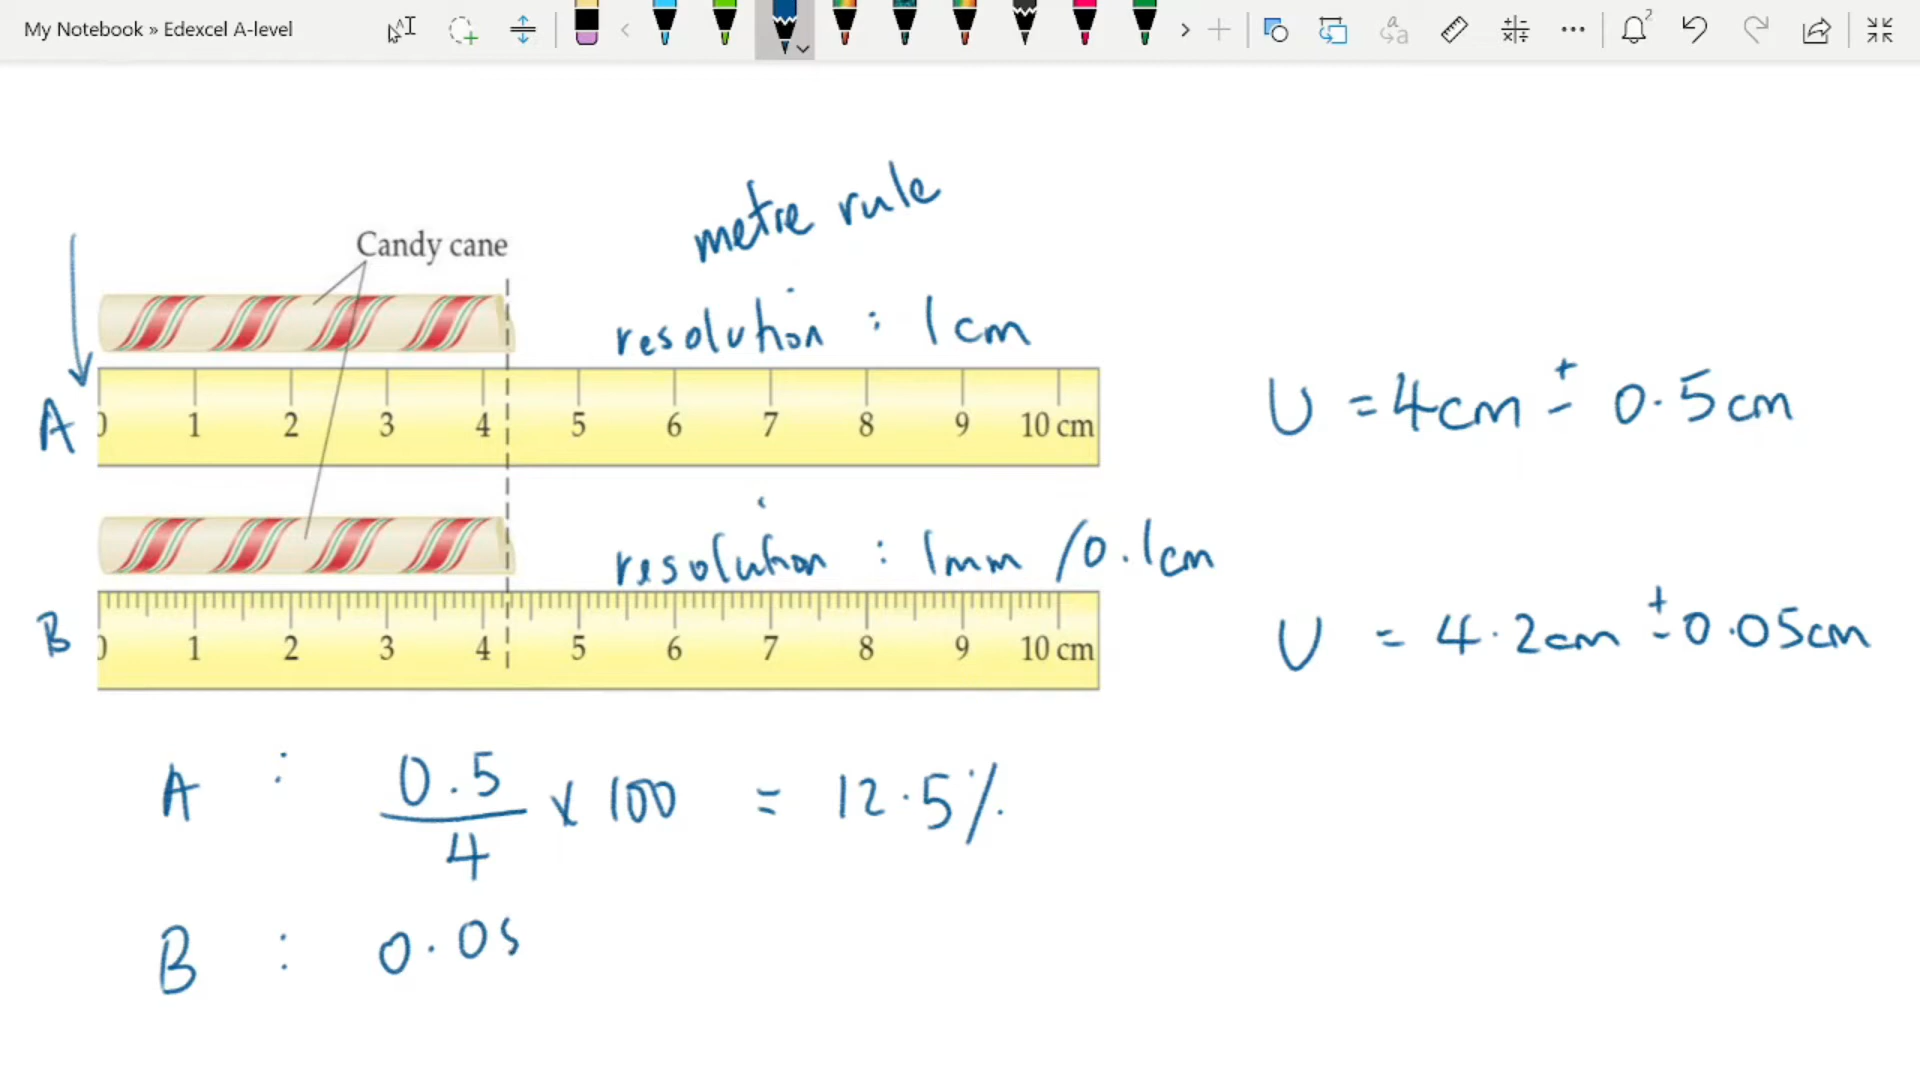 My Notebook » Edexcel A-level
metre rule
Candy cane
resolution : 1cm
A 0 1 2 3 4 5 6 7 8 9 10 cm
U = 4cm ± 0.5cm
resolution : 1mm / 0.1cm
B 0 1 2 3 4 5 6 7 8 9 10 cm
U = 4.2cm ± 0.05cm
A : 0.5/4 x 100 = 12.5%
B : 0.05